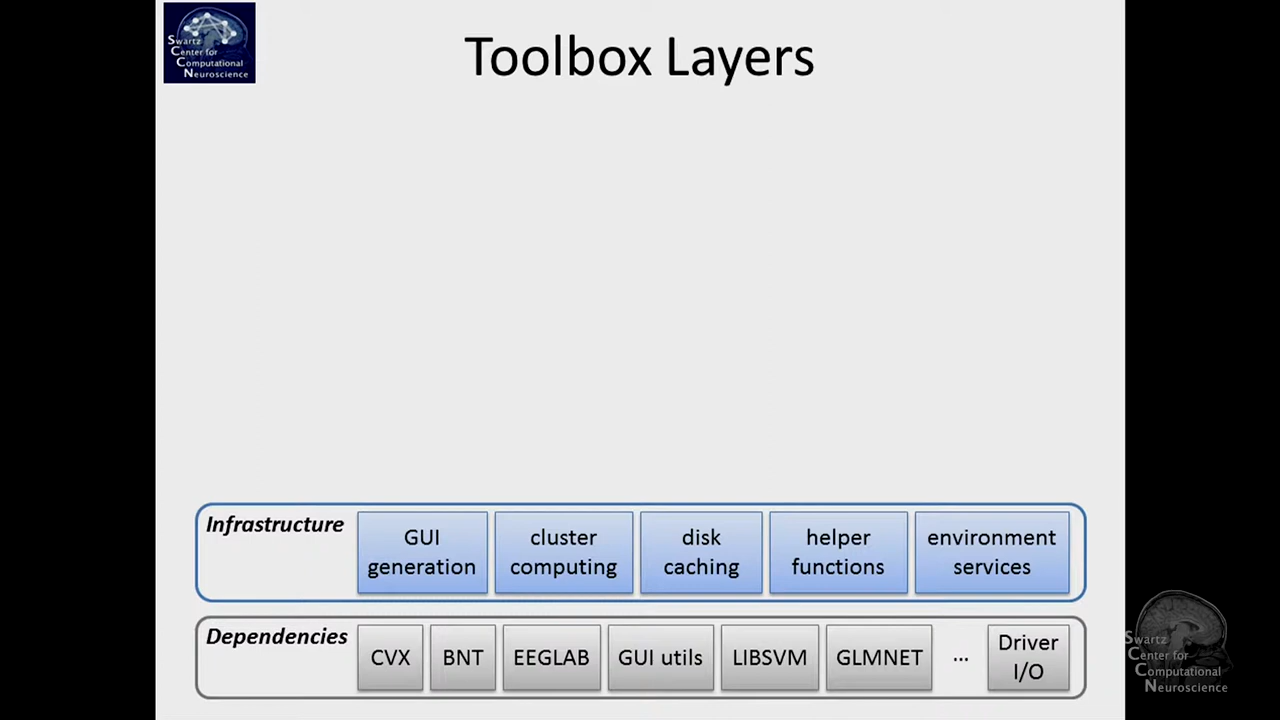 Swartz
Center for
Computational
Neuroscience
Toolbox Layers
Infrastructure
GUI
generation
cluster
computing
disk
caching
helper
functions
environment
services
Dependencies
CVX
BNT
EEGLAB
GUI utils
LIBSVM
GLMNET
...
Driver
I/O
Swartz
Center for
Computational
Neuroscience